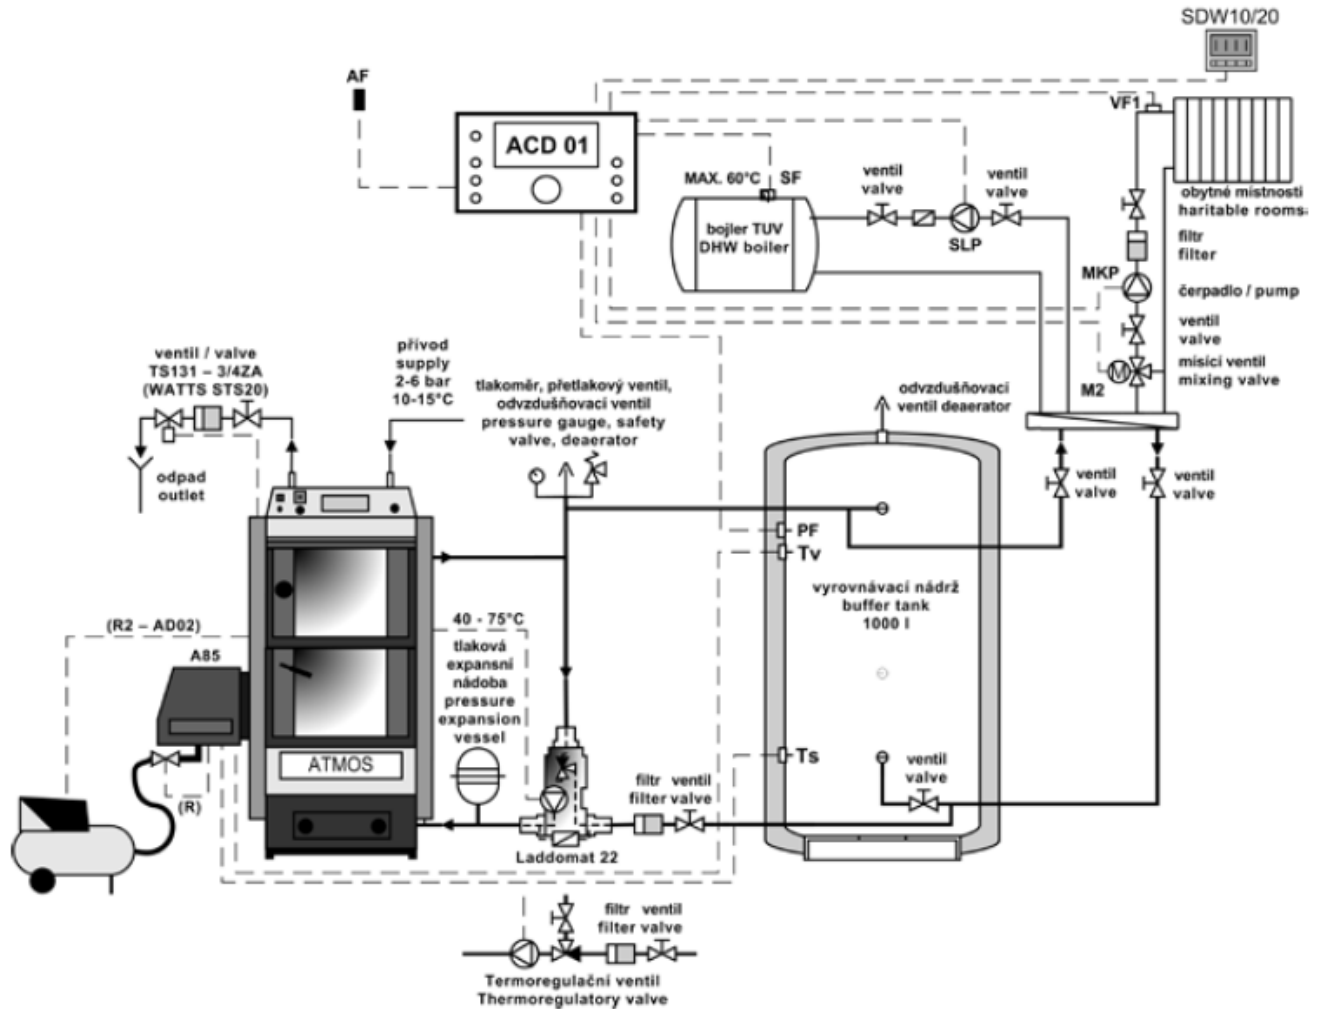 SDW10/20
AF
VF1
ACD 01
MAX. 60°C SF
ventil
valve
ventil
valve
obytné místnosti
haritable rooms
bojler TUV
DHW boiler
SLP
filtr
filter
MKP
čerpadlo / pump
ventil
valve
ventil / valve
TS131 – 3/4ZA
(WATTS STS20)
přívod
supply
2-6 bar
10-15°C
tlakoměr, přetlakový ventil,
odvzdušňovací ventil
pressure gauge, safety
valve, deaerator
odvzdušňovací
ventil deaerator
M
M2
mísící ventil
mixing valve
odpad
outlet
ventil
valve
ventil
valve
PF
Tv
vyrovnávací nádrž
buffer tank
1000 l
(R2 – AD02)
A85
40 - 75°C
tlaková
expansní
nádoba
pressure
expansion
vessel
ATMOS
Ts
ventil
valve
(R)
filtr ventil
filter valve
Laddomat 22
filtr ventil
filter valve
Termoregulační ventil
Thermoregulatory valve